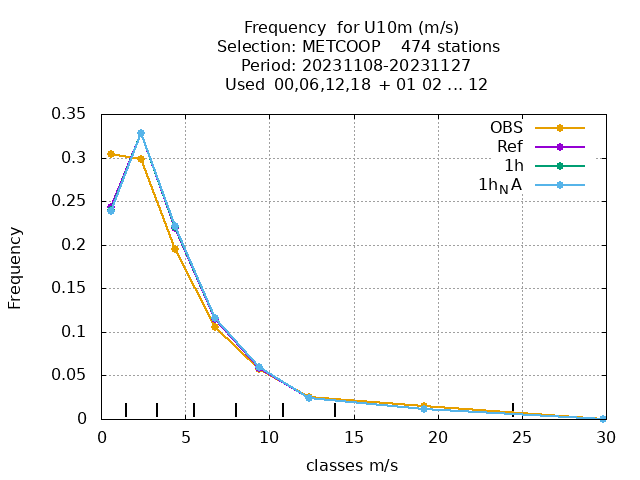 Frequency  for U10m (m/s)
Selection: METCOOP    474 stations
Period: 20231108-20231127
Used  00,06,12,18 + 01 02 ... 12
OBS
Ref
1h
1h_NA
Frequency
0.35
0.3
0.25
0.2
0.15
0.1
0.05
0
0 5 10 15 20 25 30
classes m/s